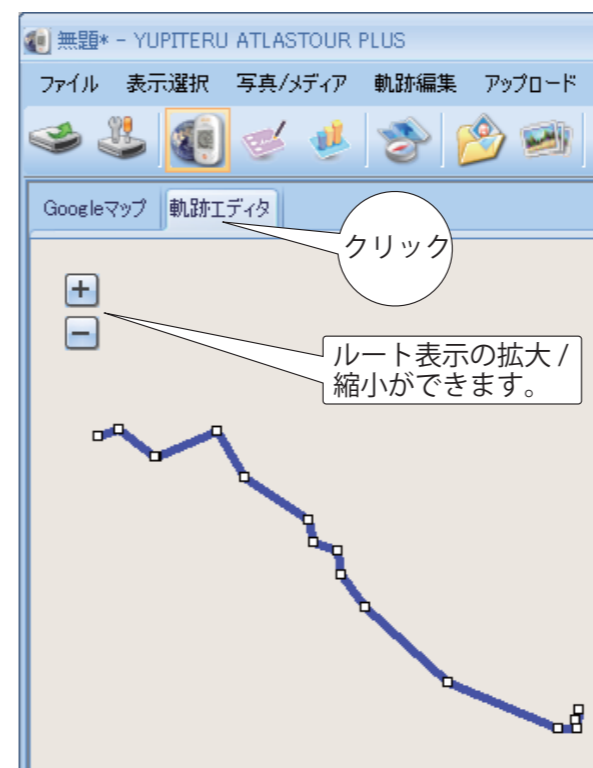 無題* - YUPITERU ATLASTOUR PLUS
ファイル 表示選択 写真/メディア 軌跡編集 アップロード
Googleマップ 軌跡エディタ
クリック
+
−
ルート表示の拡大 /
縮小ができます。